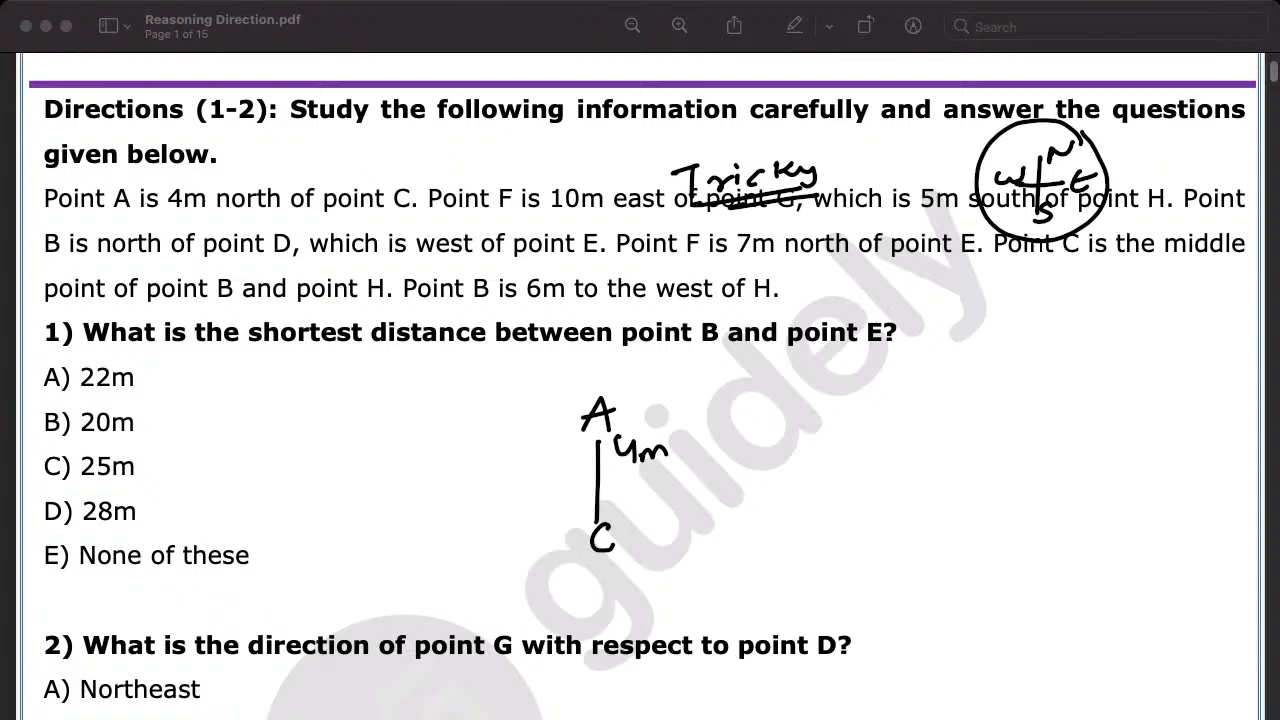 Reasoning Direction.pdf
Page 1 of 15
Search
Directions (1-2): Study the following information carefully and answer the questions
given below.
Tricky
N
W E
S
Point A is 4m north of point C. Point F is 10m east of point G, which is 5m south of point H. Point
B is north of point D, which is west of point E. Point F is 7m north of point E. Point C is the middle
point of point B and point H. Point B is 6m to the west of H.
1) What is the shortest distance between point B and point E?
A) 22m
B) 20m
C) 25m
D) 28m
E) None of these
A
4m
C
guidely
2) What is the direction of point G with respect to point D?
A) Northeast